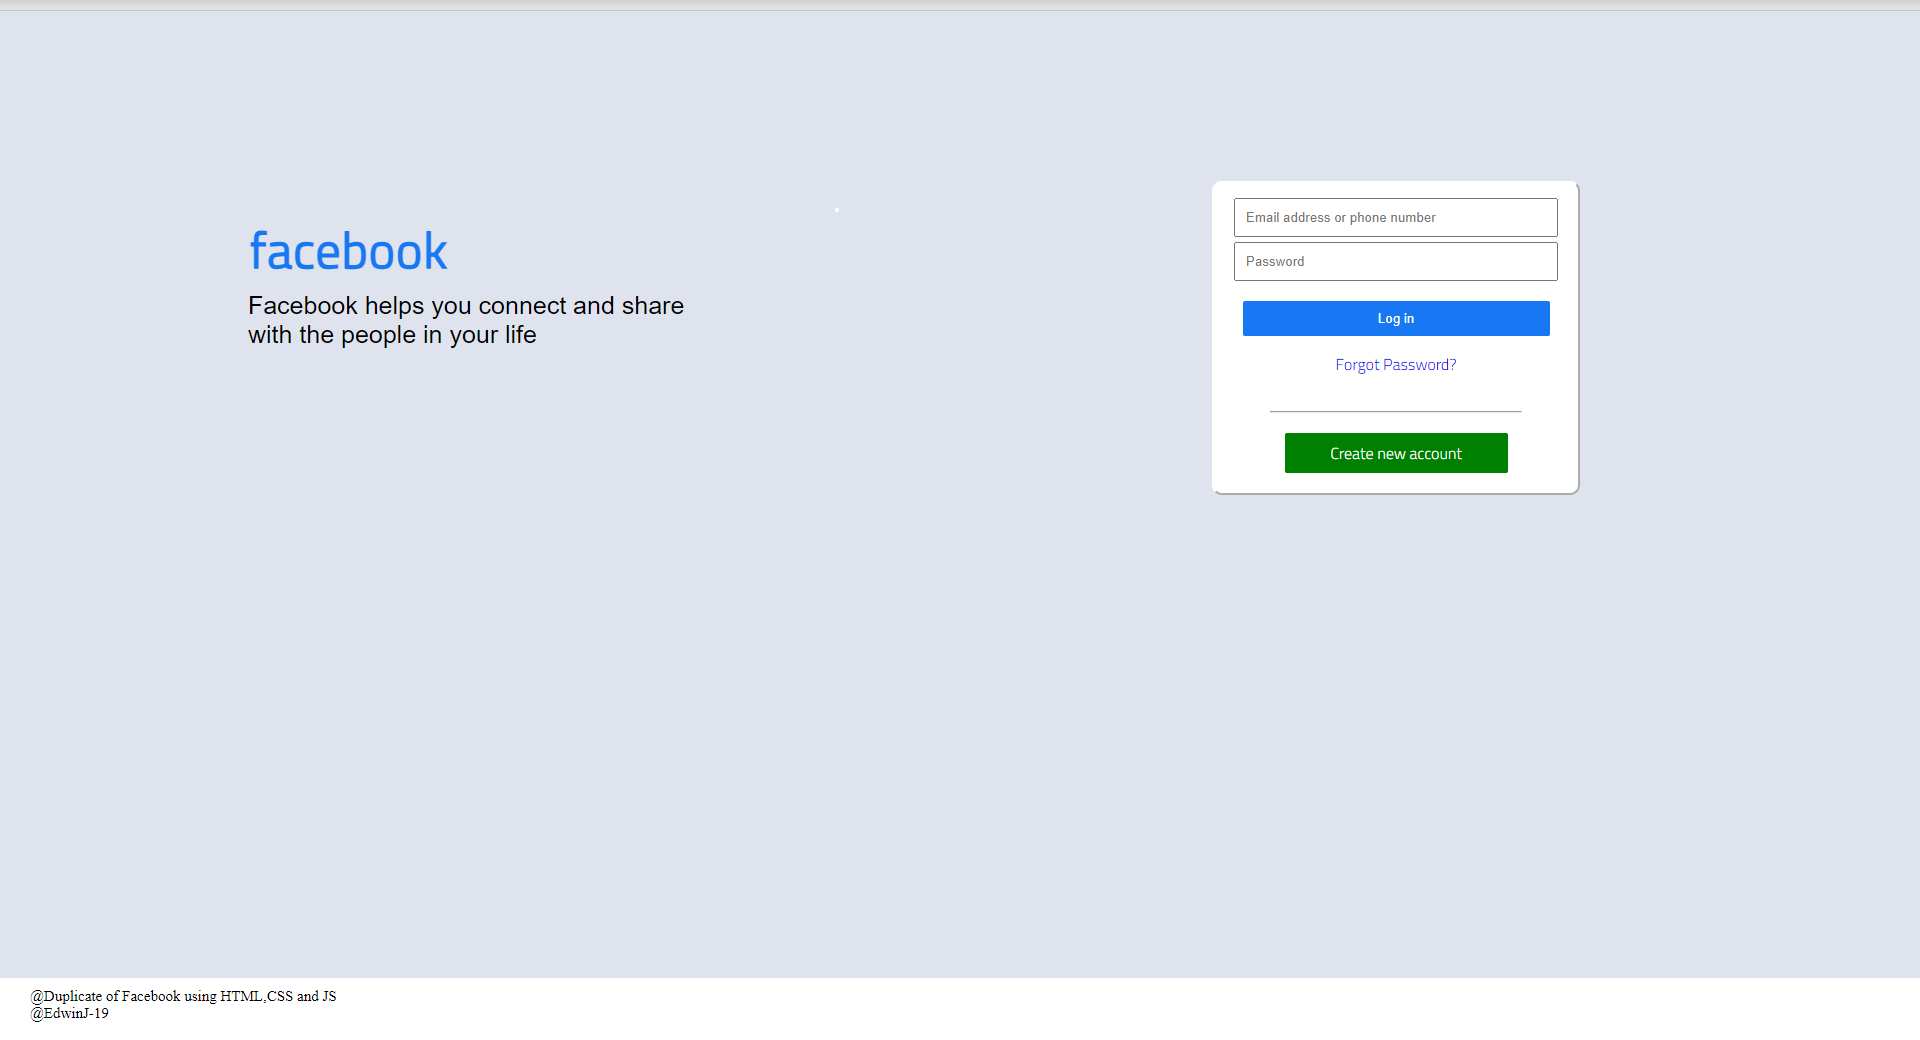 facebook
Facebook helps you connect and share
with the people in your life
Email address or phone number
Password
Log in
Forgot Password?
Create new account
@Duplicate of Facebook using HTML,CSS and JS
@EdwinJ-19